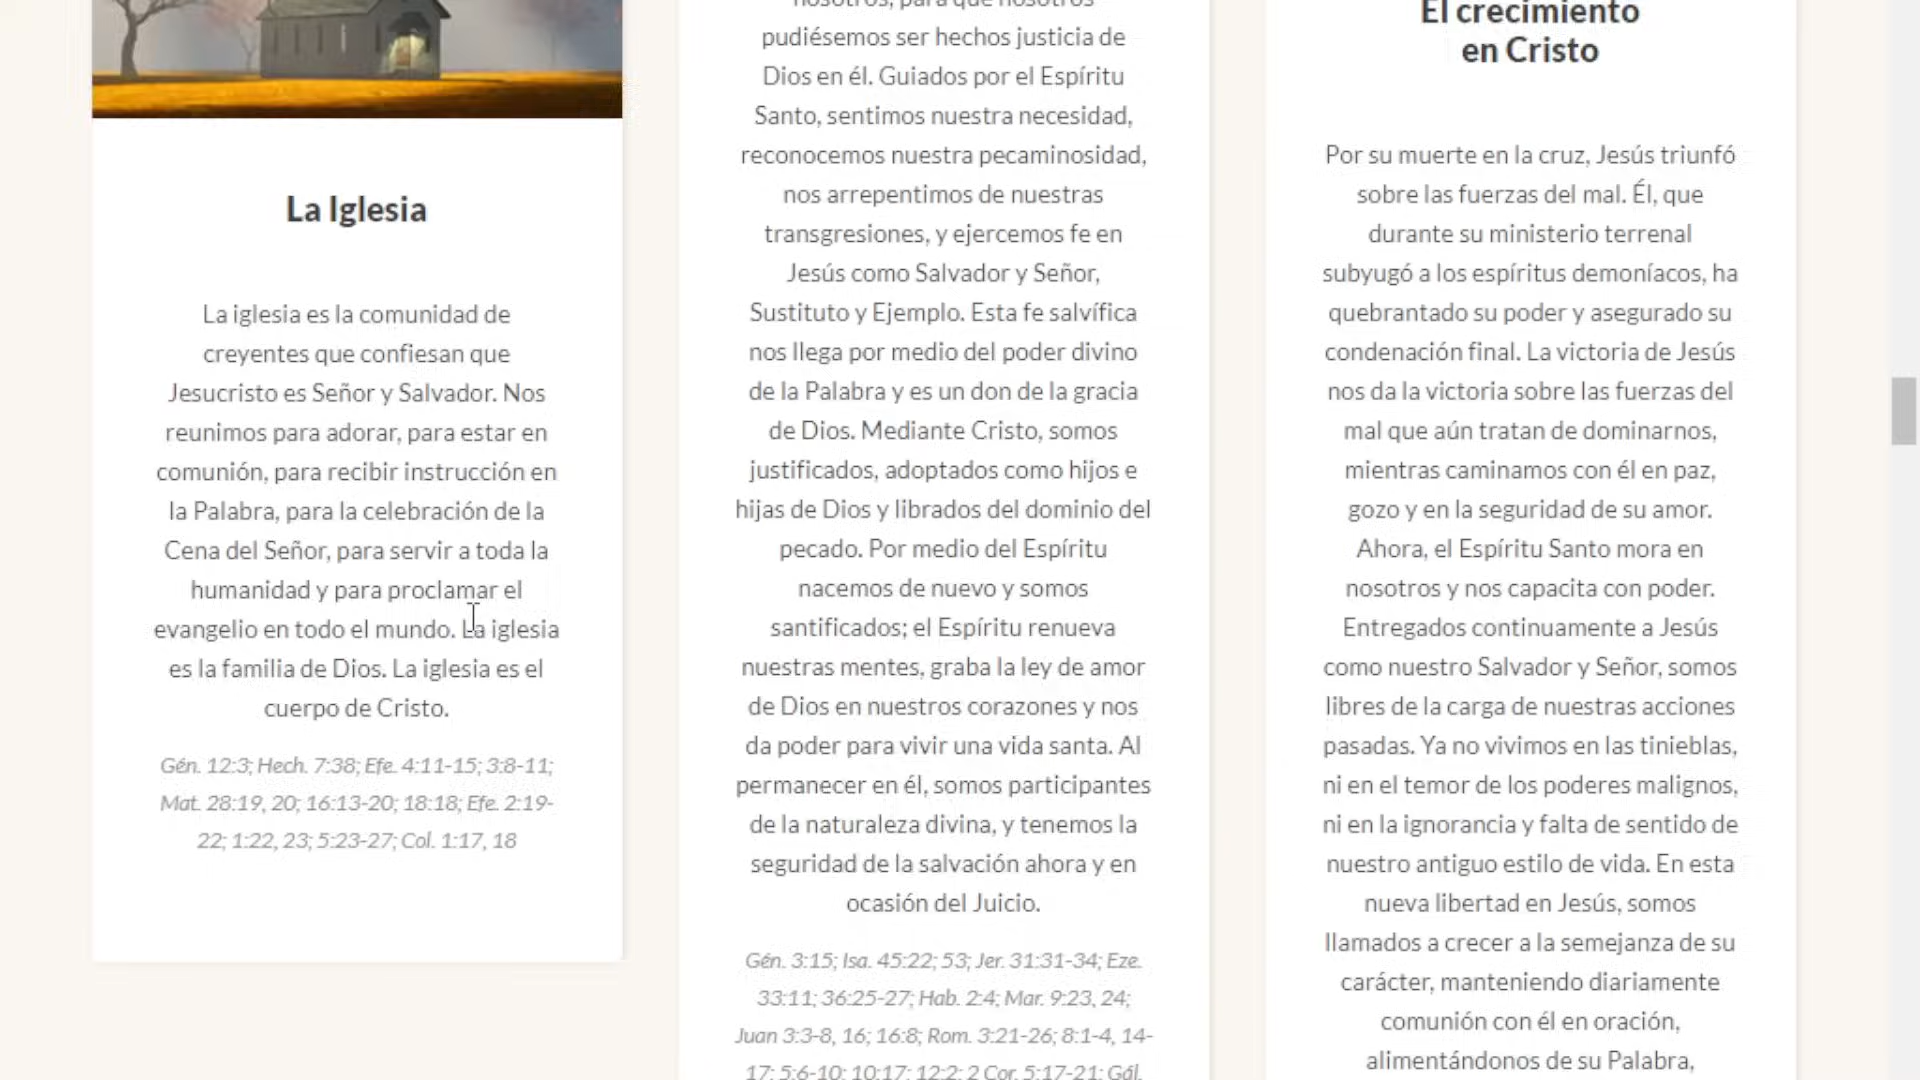 La Iglesia
La iglesia es la comunidad de
creyentes que confiesan que
Jesucristo es Señor y Salvador. Nos
reunimos para adorar, para estar en
comunión, para recibir instrucción en
la Palabra, para la celebración de la
Cena del Señor, para servir a toda la
humanidad y para proclamar el
evangelio en todo el mundo. La iglesia
es la familia de Dios. La iglesia es el
cuerpo de Cristo.
Gén. 12:3; Hech. 7:38; Efe. 4:11-15; 3:8-11;
Mat. 28:19, 20; 16:13-20; 18:18; Efe. 2:19-
22; 1:22, 23; 5:23-27; Col. 1:17, 18
nosotros, para que nosotros
pudiésemos ser hechos justicia de
Dios en él. Guiados por el Espíritu
Santo, sentimos nuestra necesidad,
reconocemos nuestra pecaminosidad,
nos arrepentimos de nuestras
transgresiones, y ejercemos fe en
Jesús como Salvador y Señor,
Sustituto y Ejemplo. Esta fe salvífica
nos llega por medio del poder divino
de la Palabra y es un don de la gracia
de Dios. Mediante Cristo, somos
justificados, adoptados como hijos e
hijas de Dios y librados del dominio del
pecado. Por medio del Espíritu
nacemos de nuevo y somos
santificados; el Espíritu renueva
nuestras mentes, graba la ley de amor
de Dios en nuestros corazones y nos
da poder para vivir una vida santa. Al
permanecer en él, somos participantes
de la naturaleza divina, y tenemos la
seguridad de la salvación ahora y en
ocasión del Juicio.
Gén. 3:15; Isa. 45:22; 53; Jer. 31:31-34; Eze.
33:11; 36:25-27; Hab. 2:4; Mar. 9:23, 24;
Juan 3:3-8, 16; 16:8; Rom. 3:21-26; 8:1-4, 14-
17; 5:6-10; 10:17; 12:2; 2 Cor. 5:17-21; Gál.
El crecimiento
en Cristo
Por su muerte en la cruz, Jesús triunfó
sobre las fuerzas del mal. Él, que
durante su ministerio terrenal
subyugó a los espíritus demoníacos, ha
quebrantado su poder y asegurado su
condenación final. La victoria de Jesús
nos da la victoria sobre las fuerzas del
mal que aún tratan de dominarnos,
mientras caminamos con él en paz,
gozo y en la seguridad de su amor.
Ahora, el Espíritu Santo mora en
nosotros y nos capacita con poder.
Entregados continuamente a Jesús
como nuestro Salvador y Señor, somos
libres de la carga de nuestras acciones
pasadas. Ya no vivimos en las tinieblas,
ni en el temor de los poderes malignos,
ni en la ignorancia y falta de sentido de
nuestro antiguo estilo de vida. En esta
nueva libertad en Jesús, somos
llamados a crecer a la semejanza de su
carácter, manteniendo diariamente
comunión con él en oración,
alimentándonos de su Palabra,